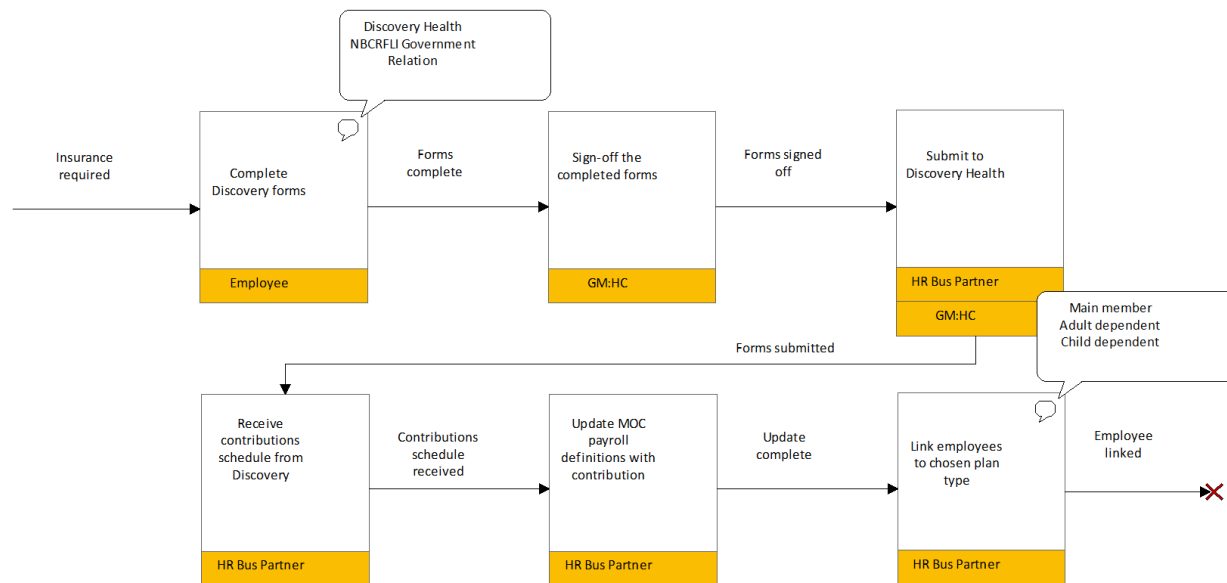 Discovery Health
NBCRFLI Government
Relation
Insurance
required
Complete
Discovery forms
Employee
Forms
complete
Sign-off the
completed forms
GM:HC
Forms signed
off
Submit to
Discovery Health
HR Bus Partner
GM:HC
Main member
Adult dependent
Child dependent
Forms submitted
Receive
contributions
schedule from
Discovery
HR Bus Partner
Contributions
schedule
received
Update MOC
payroll
definitions with
contribution
HR Bus Partner
Update
complete
Link employees
to chosen plan
type
HR Bus Partner
Employee
linked